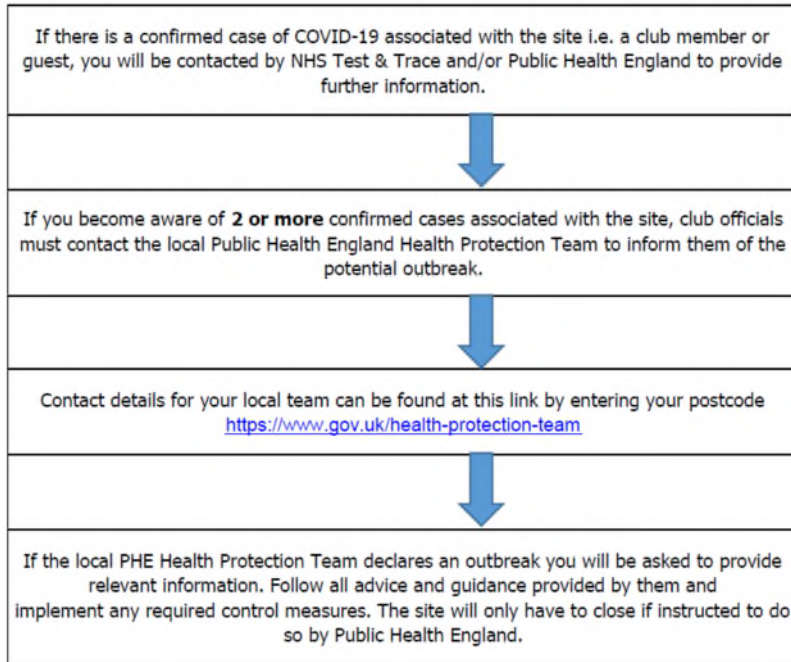 If there is a confirmed case of COVID-19 associated with the site i.e. a club member or
guest, you will be contacted by NHS Test & Trace and/or Public Health England to provide
further information.
If you become aware of 2 or more confirmed cases associated with the site, club officials
must contact the local Public Health England Health Protection Team to inform them of the
potential outbreak.
Contact details for your local team can be found at this link by entering your postcode
https://www.gov.uk/health-protection-team
If the local PHE Health Protection Team declares an outbreak you will be asked to provide
relevant information. Follow all advice and guidance provided by them and
implement any required control measures. The site will only have to close if instructed to do
so by Public Health England.